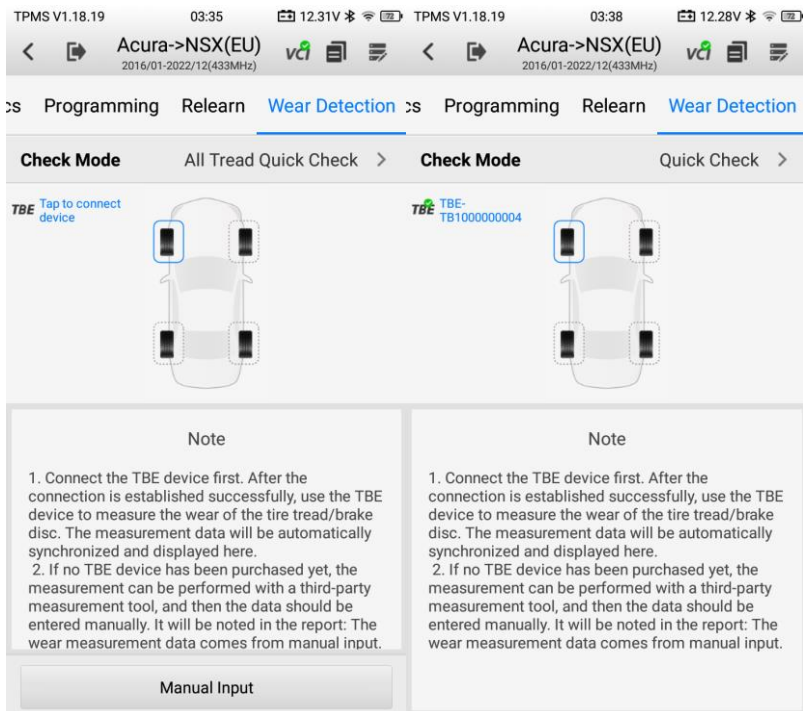 TPMS V1.18.19 03:35 12.31V 72
Acura->NSX(EU)
2016/01-2022/12(433MHz)
vci
cs Programming Relearn Wear Detection
Check Mode All Tread Quick Check >
TBE Tap to connect
device
Note
1. Connect the TBE device first. After the
connection is established successfully, use the TBE
device to measure the wear of the tire tread/brake
disc. The measurement data will be automatically
synchronized and displayed here.
2. If no TBE device has been purchased yet, the
measurement can be performed with a third-party
measurement tool, and then the data should be
entered manually. It will be noted in the report: The
wear measurement data comes from manual input.
Manual Input
TPMS V1.18.19 03:38 12.28V 72
Acura->NSX(EU)
2016/01-2022/12(433MHz)
vci
cs Programming Relearn Wear Detection
Check Mode Quick Check >
TBE TBE-
TB1000000004
Note
1. Connect the TBE device first. After the
connection is established successfully, use the TBE
device to measure the wear of the tire tread/brake
disc. The measurement data will be automatically
synchronized and displayed here.
2. If no TBE device has been purchased yet, the
measurement can be performed with a third-party
measurement tool, and then the data should be
entered manually. It will be noted in the report: The
wear measurement data comes from manual input.